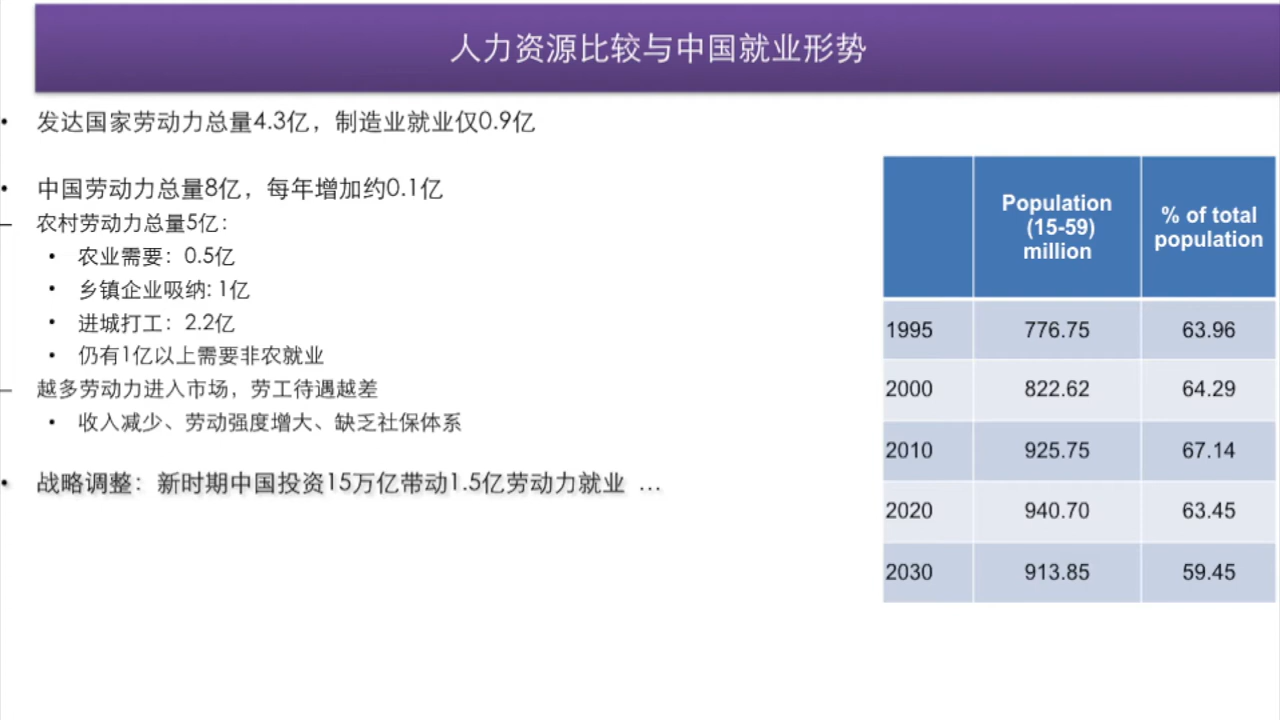 人力资源比较与中国就业形势
• 发达国家劳动力总量4.3亿，制造业就业仅0.9亿
• 中国劳动力总量8亿，每年增加约0.1亿
– 农村劳动力总量5亿：
• 农业需要：0.5亿
• 乡镇企业吸纳: 1亿
• 进城打工：2.2亿
• 仍有1亿以上需要非农就业
– 越多劳动力进入市场，劳工待遇越差
• 收入减少、劳动强度增大、缺乏社保体系
• 战略调整：新时期中国投资15万亿带动1.5亿劳动力就业 …
Population
(15-59)
million
% of total
population
1995 776.75 63.96
2000 822.62 64.29
2010 925.75 67.14
2020 940.70 63.45
2030 913.85 59.45